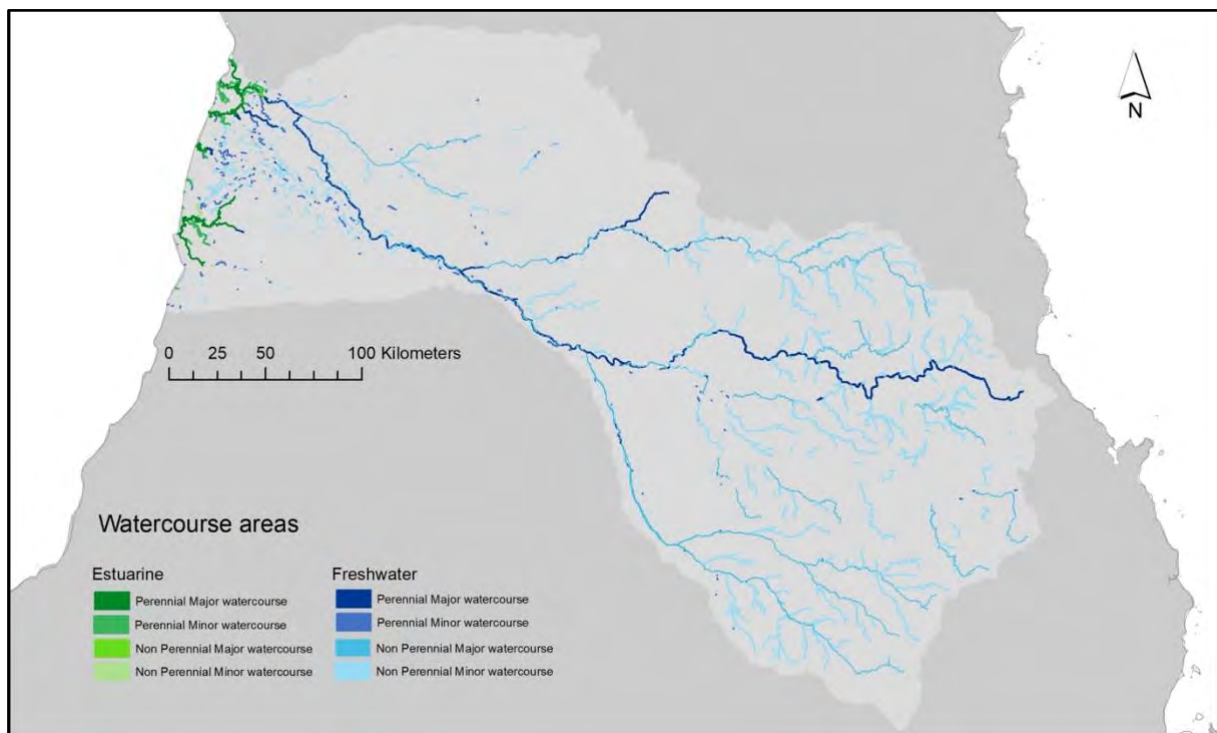 N
0 25 50 100 Kilometers
Watercourse areas
Estuarine
Perennial Major watercourse
Perennial Minor watercourse
Non Perennial Major watercourse
Non Perennial Minor watercourse
Freshwater
Perennial Major watercourse
Perennial Minor watercourse
Non Perennial Major watercourse
Non Perennial Minor watercourse